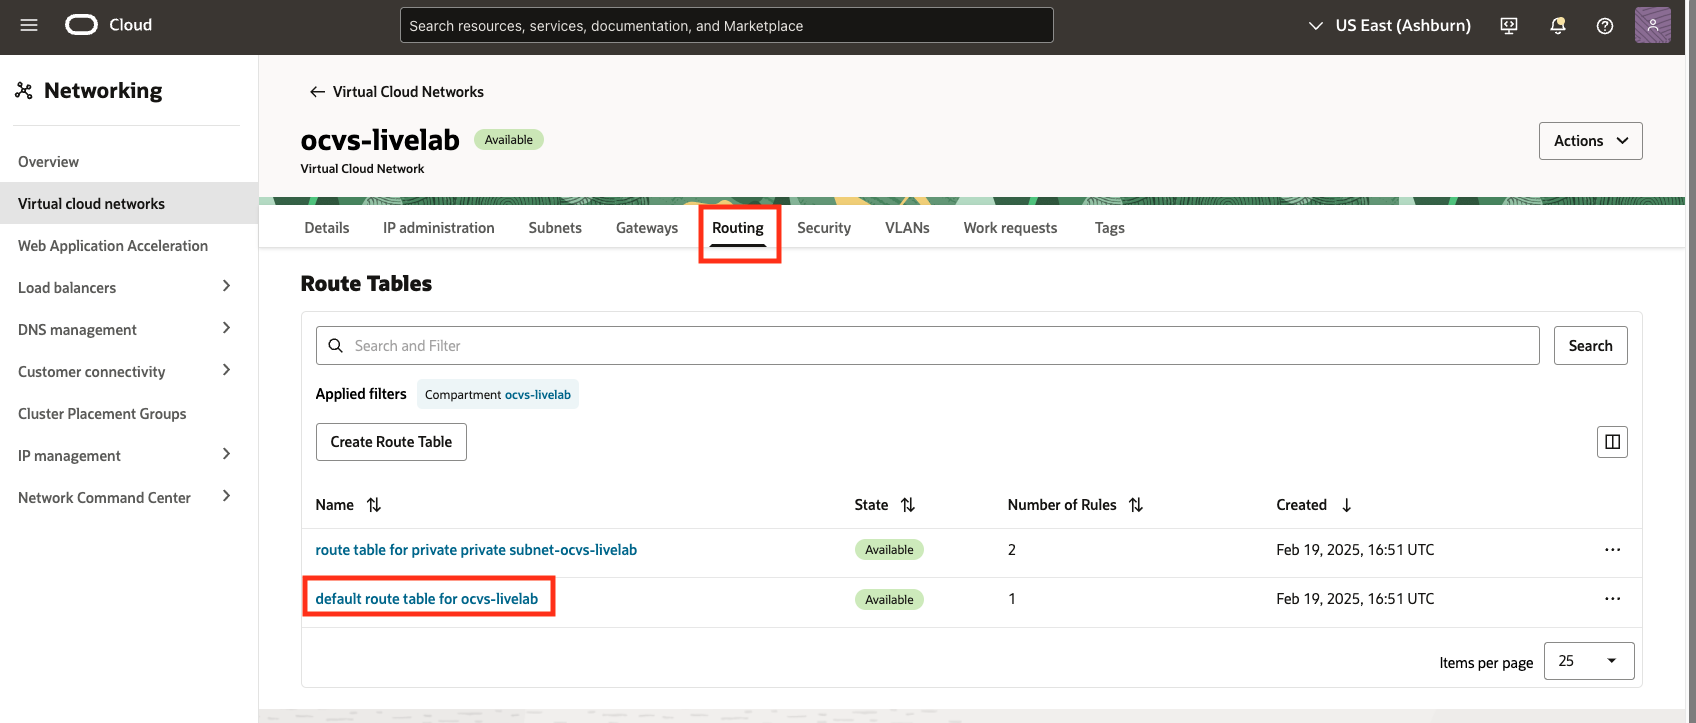 Cloud
Search resources, services, documentation, and Marketplace
US East (Ashburn)
Networking
Overview
Virtual cloud networks
Web Application Acceleration
Load balancers
DNS management
Customer connectivity
Cluster Placement Groups
IP management
Network Command Center
Virtual Cloud Networks
ocvs-livelab Available
Virtual Cloud Network
Actions
Details IP administration Subnets Gateways Routing Security VLANs Work requests Tags
Route Tables
Search and Filter Search
Applied filters Compartment ocvs-livelab
Create Route Table
Name State Number of Rules Created
route table for private private subnet-ocvs-livelab Available 2 Feb 19, 2025, 16:51 UTC ...
default route table for ocvs-livelab Available 1 Feb 19, 2025, 16:51 UTC ...
Items per page 25